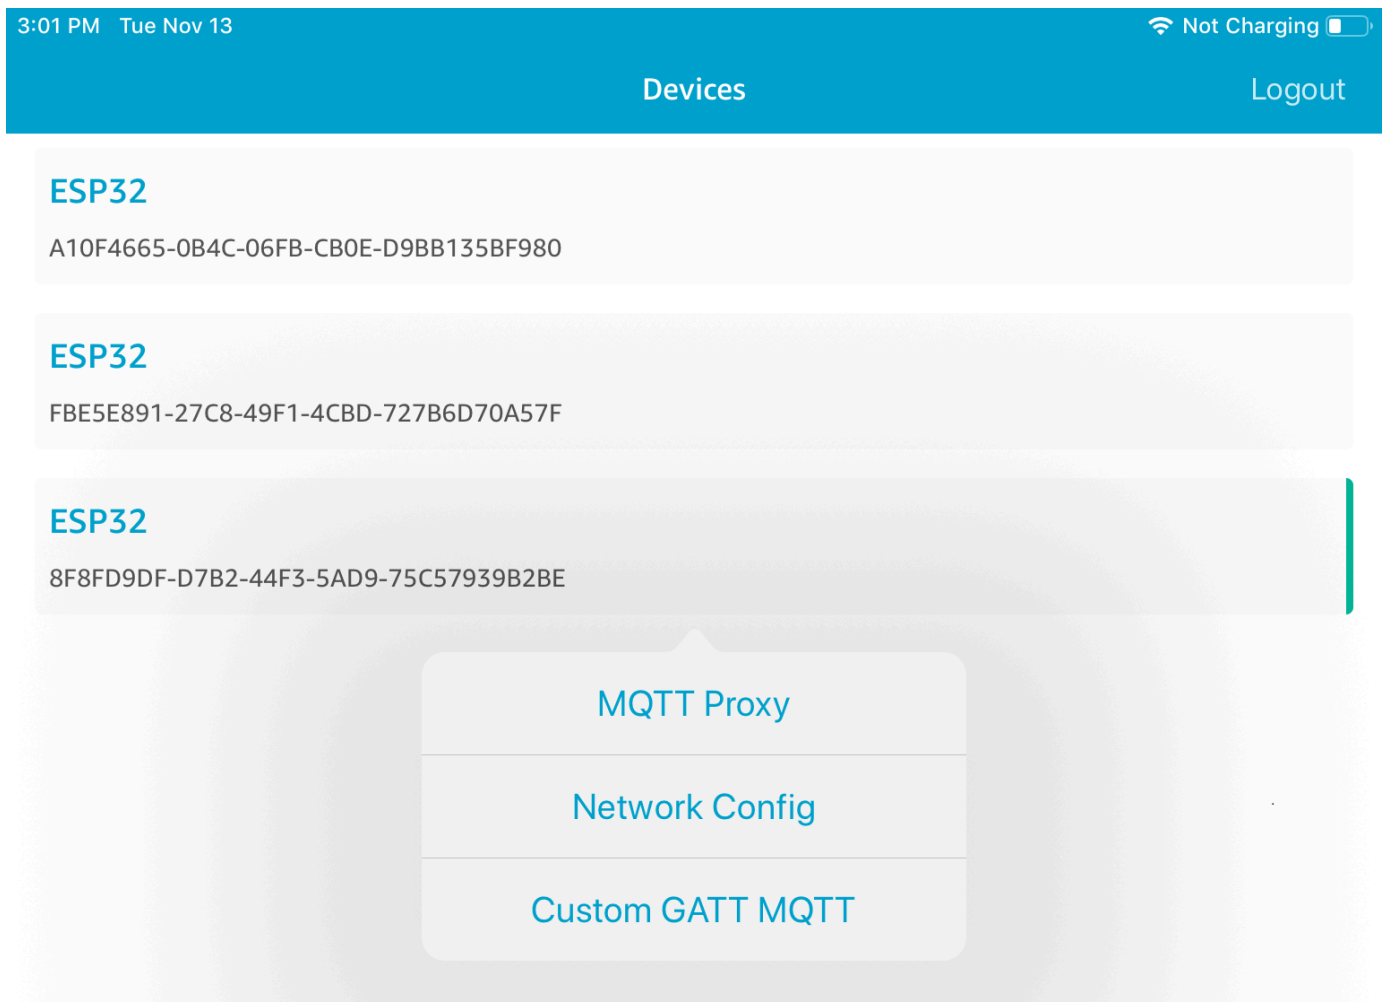 3:01 PM Tue Nov 13 Not Charging
Devices Logout
ESP32
A10F4665-0B4C-06FB-CB0E-D9BB135BF980
ESP32
FBE5E891-27C8-49F1-4CBD-727B6D70A57F
ESP32
8F8FD9DF-D7B2-44F3-5AD9-75C57939B2BE
MQTT Proxy
Network Config
Custom GATT MQTT